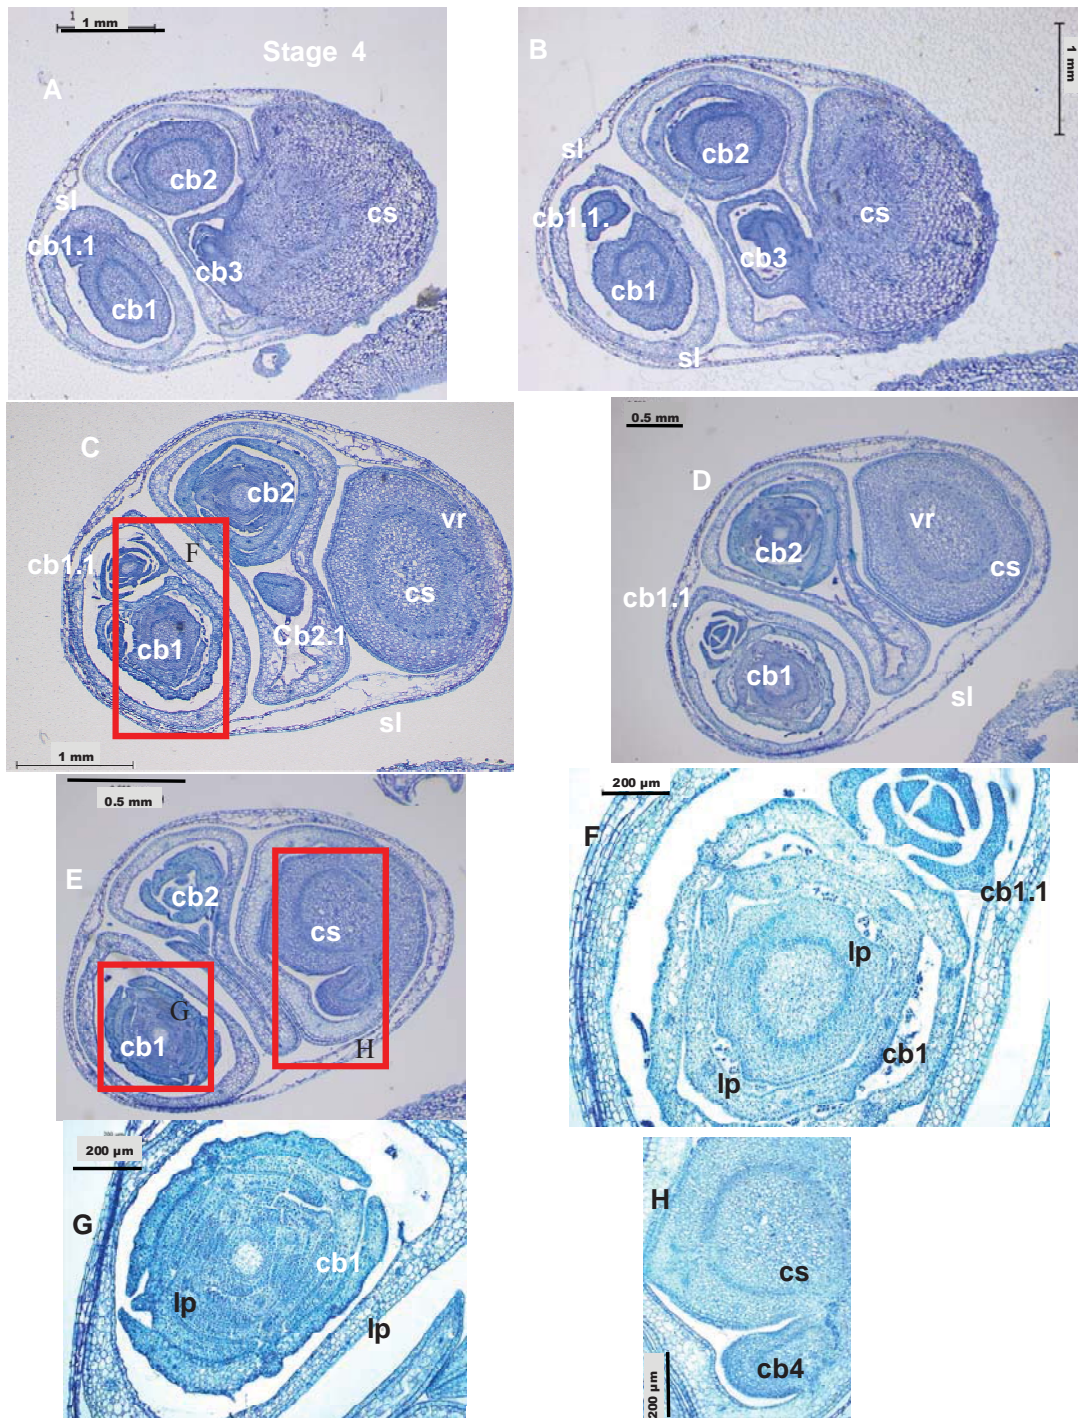 1 mm
Stage 4
A
cb2
sl
cs
cb1.1
cb3
cb1
B
1 mm
sl
cb2
cb1.1.
cs
cb3
cb1
sl
C
cb2
vr
F
cb1.1
cs
Cb2.1
cb1
sl
1 mm
0.5 mm
D
vr
cb2
cs
cb1.1
cb1
sl
0.5 mm
E
cb2
cs
G
cb1
H
200 µm
F
cb1.1
lp
cb1
lp
200 µm
G
cb1
lp
lp
H
cs
cb4
200 µm